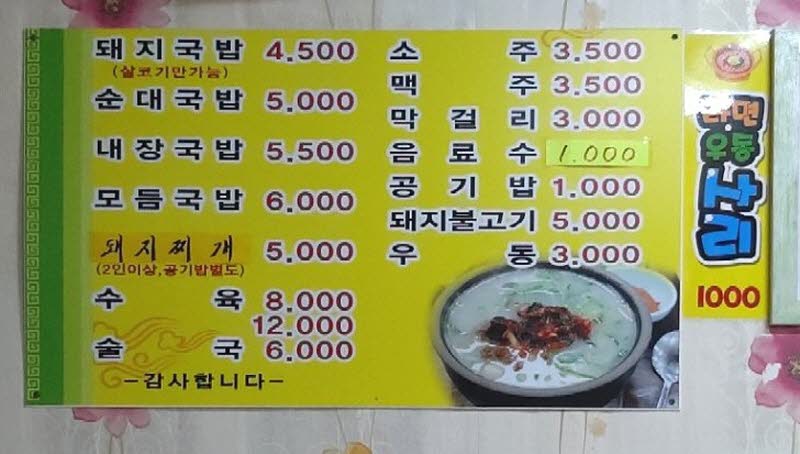 돼지국밥 4.500
(살코기만가능)
순대국밥 5.000
내장국밥 5.500
모듬국밥 6.000
돼지찌개 5.000
(2인이상,공기밥별도)
수육 8.000
12.000
술국 6.000
-감사합니다-
소주 3.500
맥주 3.500
막걸리 3.000
음료수 1.000
공기밥 1.000
돼지불고기 5.000
우동 3.000
라면
우동
사리
1000